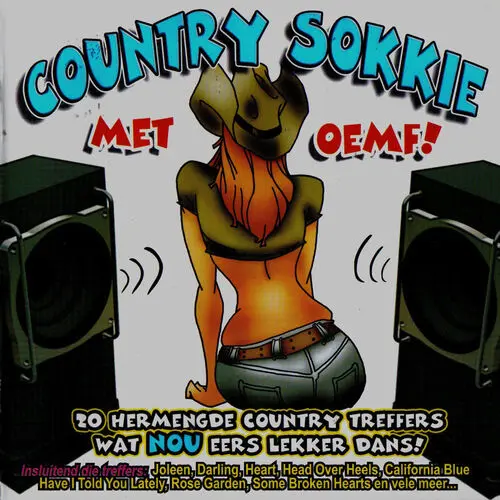 COUNTRY SOKKIE
MET OEMF!
20 HERMENGDE COUNTRY TREFFERS
WAT NOU EERS LEKKER DANS!
Insluitend die treffers: Joleen, Darling, Heart, Head Over Heels, California Blue
Have I Told You Lately, Rose Garden, Some Broken Hearts en vele meer...